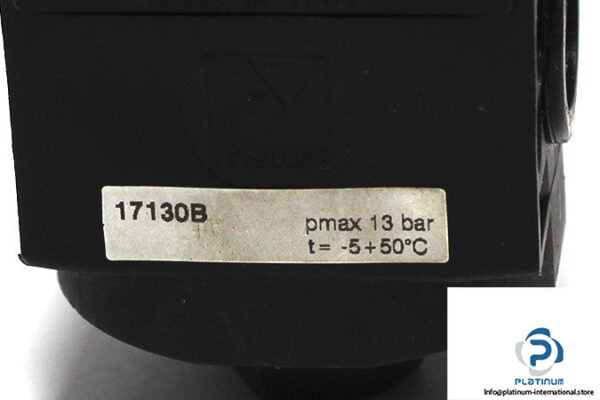 17130B
pmax 13 bar
t= -5+50°C
PLATINUM
Info@platinum-international.store